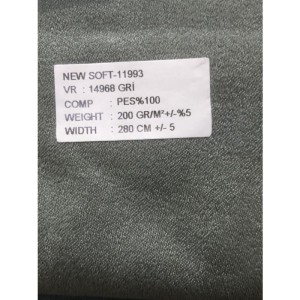 NEW SOFT-11993
VR : 14968 GRİ
COMP : PES%100
WEIGHT : 200 GR/M²+/-%5
WIDTH : 280 CM +/- 5